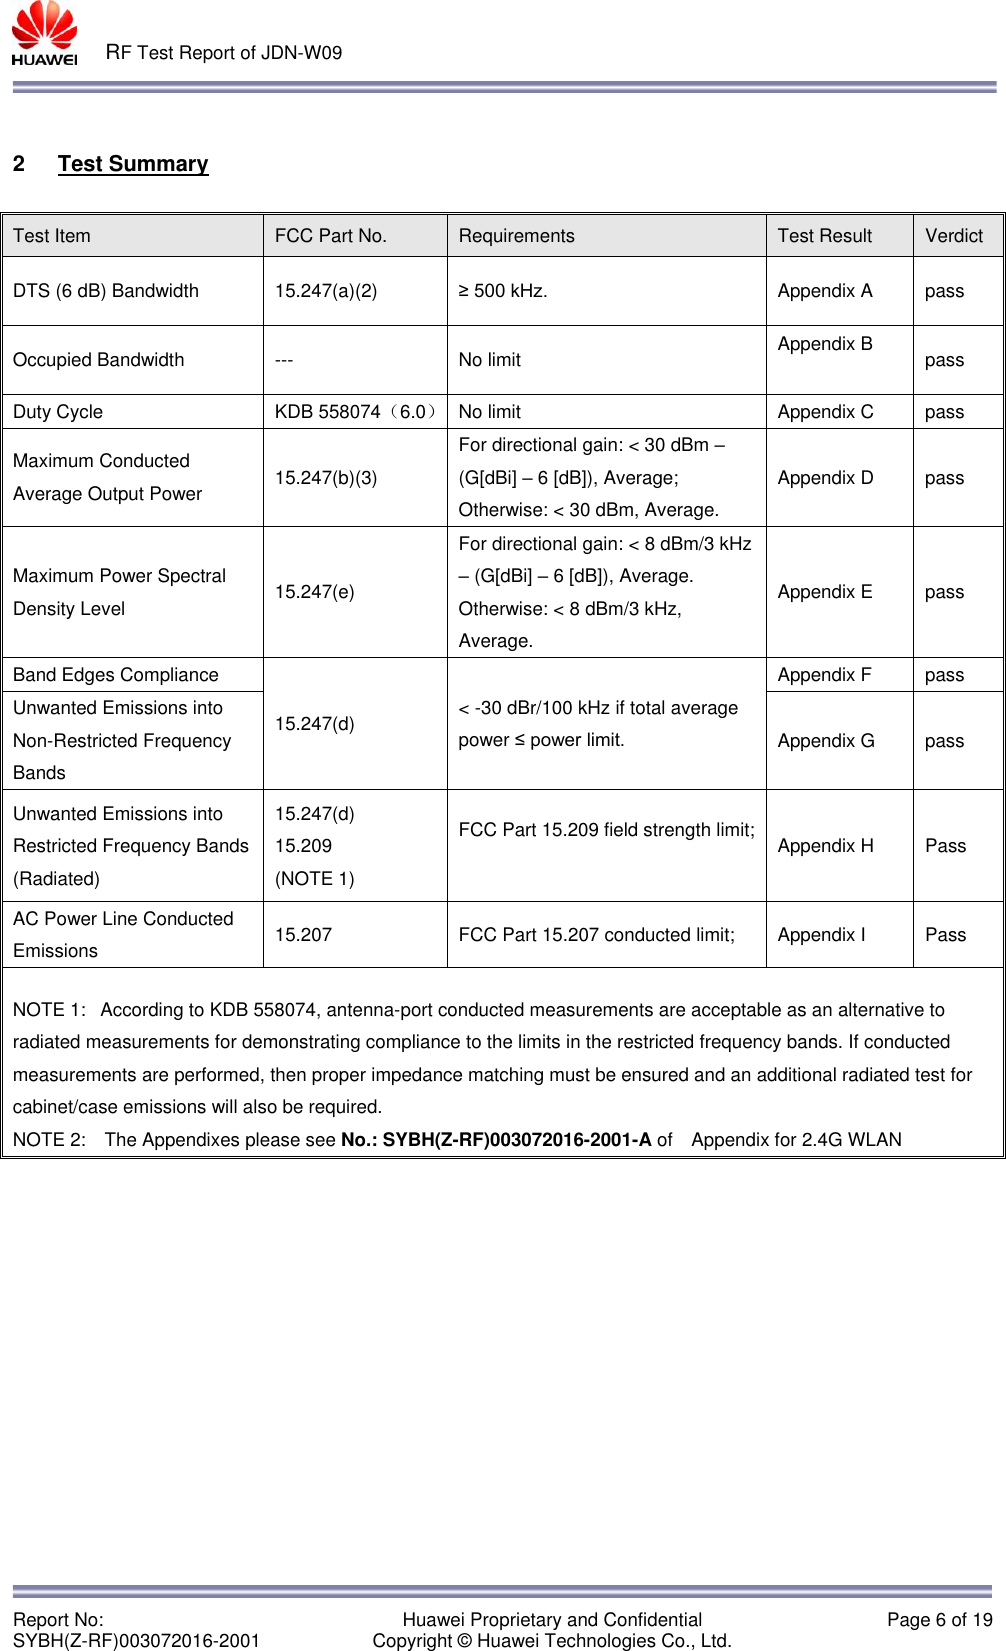 HUAWEI
RF Test Report of JDN-W09
2 Test Summary
Test Item FCC Part No. Requirements Test Result Verdict
DTS (6 dB) Bandwidth 15.247(a)(2) ≥ 500 kHz. Appendix A pass
Occupied Bandwidth --- No limit Appendix B pass
Duty Cycle KDB 558074（6.0） No limit Appendix C pass
Maximum Conducted
Average Output Power
15.247(b)(3)
For directional gain: < 30 dBm –
(G[dBi] – 6 [dB]), Average;
Otherwise: < 30 dBm, Average.
Appendix D pass
Maximum Power Spectral
Density Level
15.247(e)
For directional gain: < 8 dBm/3 kHz
– (G[dBi] – 6 [dB]), Average.
Otherwise: < 8 dBm/3 kHz,
Average.
Appendix E pass
Band Edges Compliance
15.247(d)
< -30 dBr/100 kHz if total average
power ≤ power limit.
Appendix F pass
Unwanted Emissions into
Non-Restricted Frequency
Bands
Appendix G pass
Unwanted Emissions into
Restricted Frequency Bands
(Radiated)
15.247(d)
15.209
(NOTE 1)
FCC Part 15.209 field strength limit;
Appendix H Pass
AC Power Line Conducted
Emissions
15.207 FCC Part 15.207 conducted limit; Appendix I Pass
NOTE 1: According to KDB 558074, antenna-port conducted measurements are acceptable as an alternative to
radiated measurements for demonstrating compliance to the limits in the restricted frequency bands. If conducted
measurements are performed, then proper impedance matching must be ensured and an additional radiated test for
cabinet/case emissions will also be required.
NOTE 2: The Appendixes please see No.: SYBH(Z-RF)003072016-2001-A of Appendix for 2.4G WLAN
Report No:
SYBH(Z-RF)003072016-2001
Huawei Proprietary and Confidential
Copyright © Huawei Technologies Co., Ltd.
Page 6 of 19